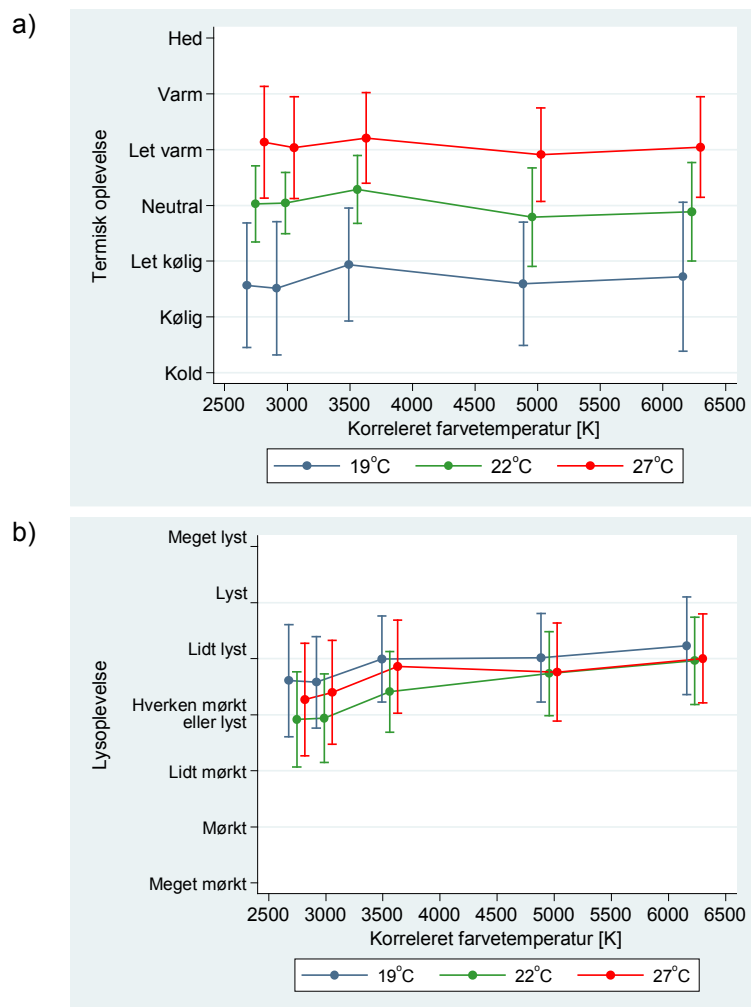 a)
Hed
Varm
Let varm
Neutral
Let kølig
Kølig
Kold
Termisk oplevelse
2500 3000 3500 4000 4500 5000 5500 6000 6500
Korreleret farvetemperatur [K]
19°C 22°C 27°C
b)
Meget lyst
Lyst
Lidt lyst
Hverken mørkt
eller lyst
Lidt mørkt
Mørkt
Meget mørkt
Lysoplevelse
2500 3000 3500 4000 4500 5000 5500 6000 6500
Korreleret farvetemperatur [K]
19°C 22°C 27°C